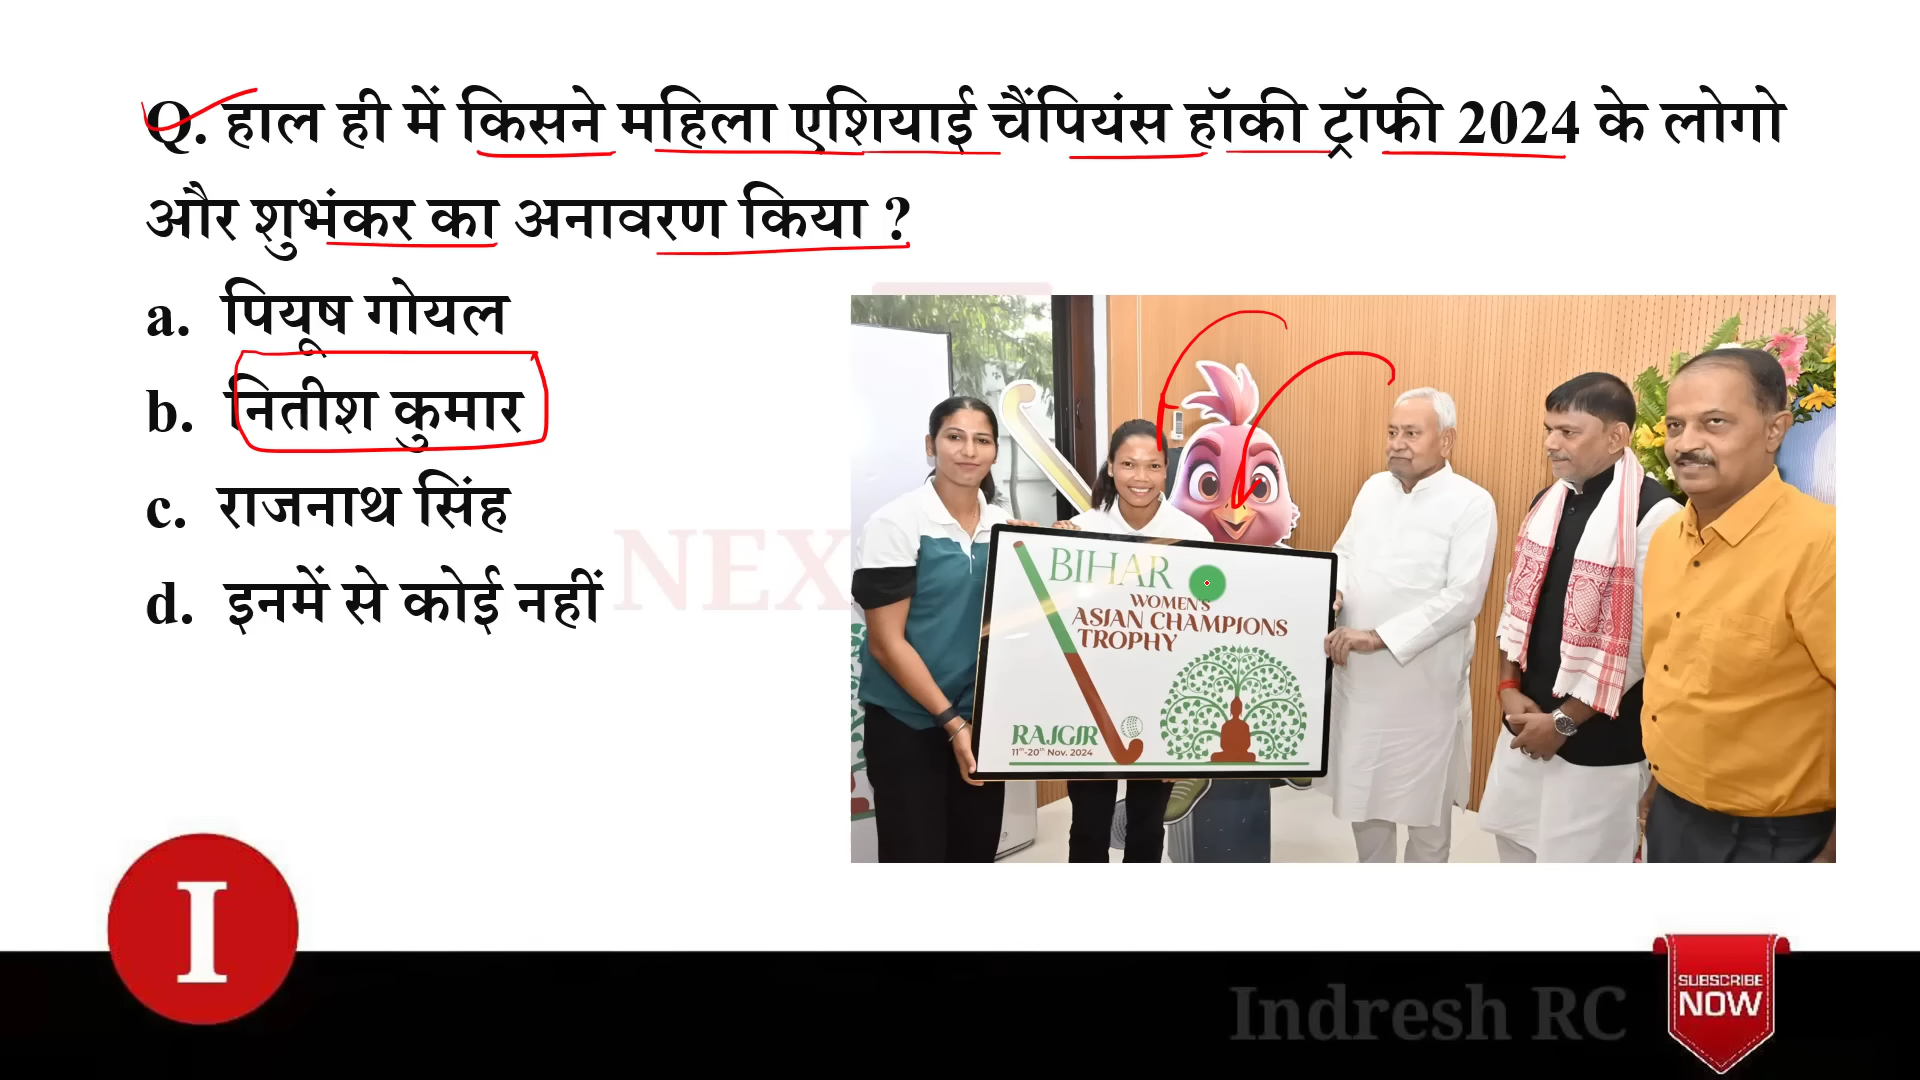 Q. हाल ही में किसने महिला एशियाई चैंपियंस हॉकी ट्रॉफी 2024 के लोगो
और शुभंकर का अनावरण किया ?
a. पियूष गोयल
b. नितीश कुमार
c. राजनाथ सिंह
d. इनमें से कोई नहीं
NEX
BIHAR
WOMEN'S
ASIAN CHAMPIONS
TROPHY
RAJGIR
11th-20th Nov. 2024
I
Indresh RC
SUBSCRIBE
NOW